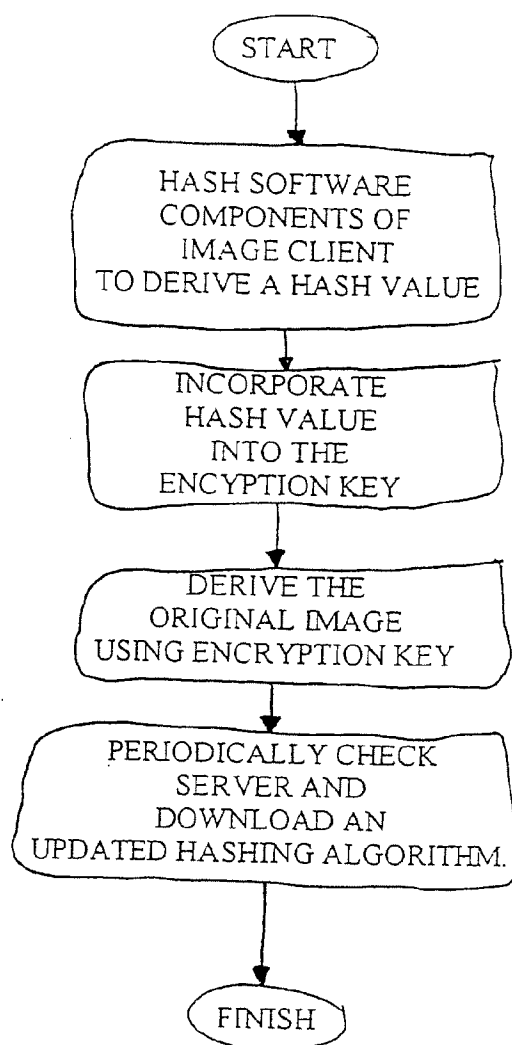 START
HASH SOFTWARE
COMPONENTS OF
IMAGE CLIENT
TO DERIVE A HASH VALUE
INCORPORATE
HASH VALUE
INTO THE
ENCYPTION KEY
DERIVE THE
ORIGINAL IMAGE
USING ENCRYPTION KEY
PERIODICALLY CHECK
SERVER AND
DOWNLOAD AN
UPDATED HASHING ALGORITHM.
FINISH